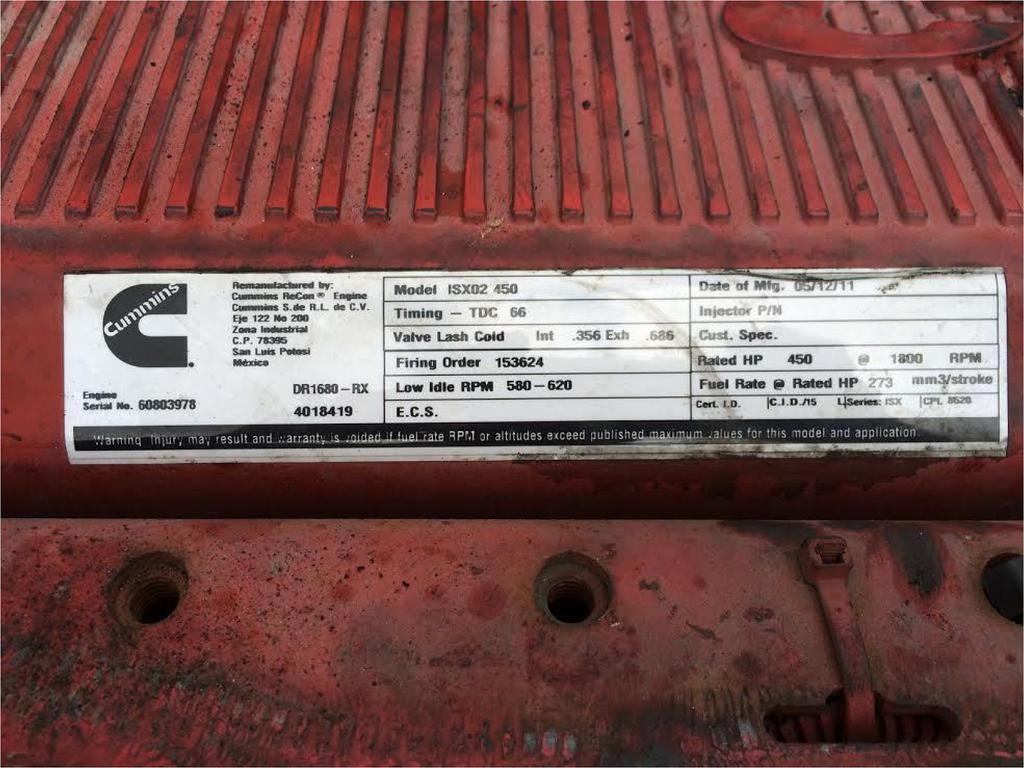 Cummins
Remanufactured by:
Cummins ReCon® Engine
Cummins S.de R.L. de C.V.
Eje 122 No 200
Zona Industrial
C.P. 78395
San Luis Potosi
México
Engine
Serial No. 60803978
DR1680-RX
4018419
Model ISX02 450
Timing - TDC 66
Valve Lash Cold Int .356 Exh .686
Firing Order 153624
Low Idle RPM 580-620
E.C.S.
Date of Mfg. 05/12/11
Injector P/N
Cust. Spec.
Rated HP 450 @ 1800 RPM
Fuel Rate @ Rated HP 273 mm3/stroke
Cert. I.D. C.I.D./15 L Series: ISX CPL 8520
Warning Injury may result and warranty is voided if fuel rate RPM or altitudes exceed published maximum values for this model and application.